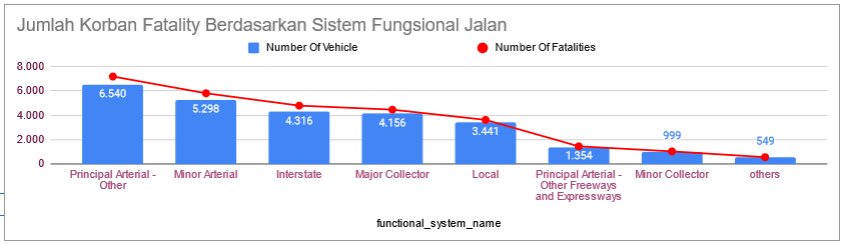 Jumlah Korban Fatality Berdasarkan Sistem Fungsional Jalan
Number Of Vehicle
Number Of Fatalities
8.000
6.000
4.000
2.000
0
6.540
5.298
4.316
4.156
3.441
1.354
999
549
Principal Arterial -
Other
Minor Arterial
Interstate
Major Collector
Local
Principal Arterial -
Other Freeways
and Expressways
Minor Collector
others
functional_system_name